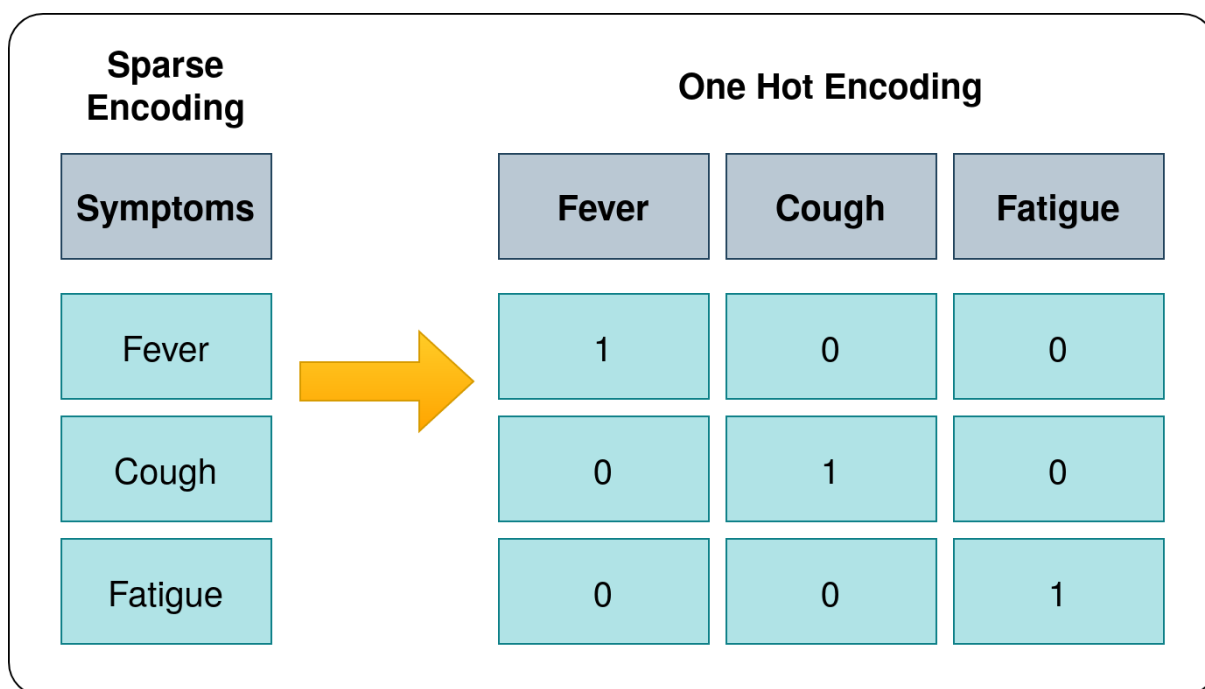 Sparse
Encoding
One Hot Encoding
Symptoms
Fever Cough Fatigue
Fever 1 0 0
Cough 0 1 0
Fatigue 0 0 1